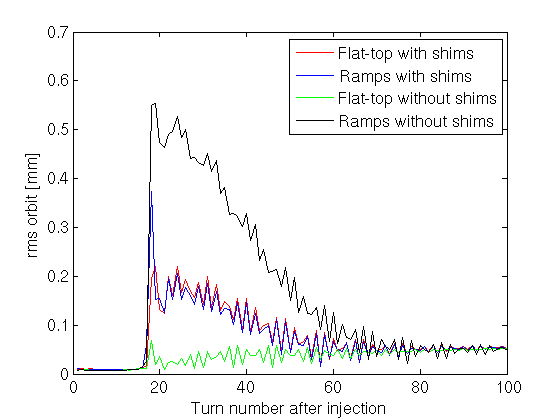 0.7
0.6
0.5
0.4
0.3
0.2
0.1
0
rms orbit [mm]
Flat-top with shims
Ramps with shims
Flat-top without shims
Ramps without shims
0 20 40 60 80 100
Turn number after injection